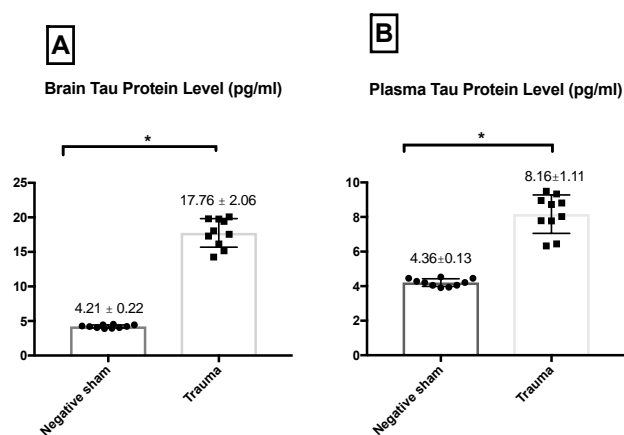 A
Brain Tau Protein Level (pg/ml)
*
25
20
15
10
5
0
17.76 ± 2.06
4.21 ± 0.22
Negative sham
Trauma
B
Plasma Tau Protein Level (pg/ml)
*
10
8
6
4
2
0
8.16±1.11
4.36±0.13
Negative sham
Trauma